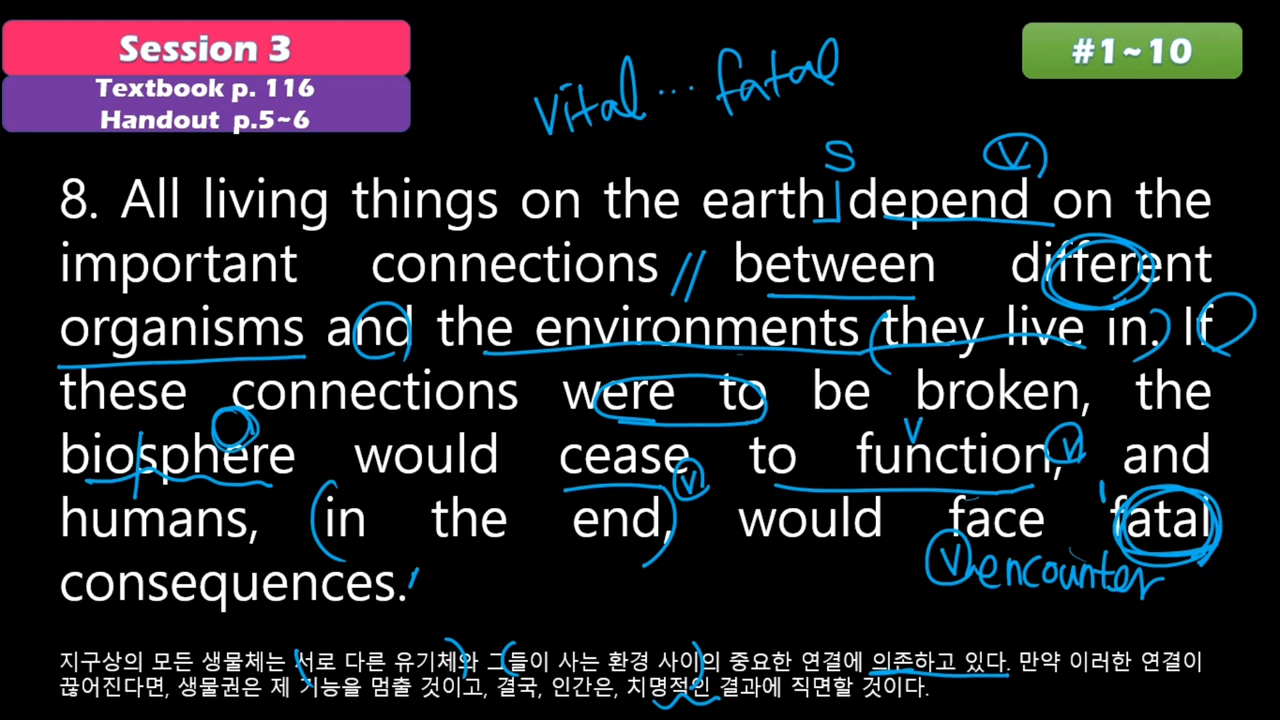 Session 3
Textbook p. 116
Handout p.5~6
#1~10
vital ... fatal
S V
8. All living things on the earth depend on the
important connections // between different
organisms and the environments (they live in.) If
these connections were to be broken, the
V V
biosphere would cease to function, and
V
humans, (in the end,) would face fatal
V encounter
consequences.
지구상의 모든 생물체는 (서로 다른 유기체)와 (그들이 사는 환경 사이)의 중요한 연결에 의존하고 있다. 만약 이러한 연결이
끊어진다면, 생물권은 제 기능을 멈출 것이고, 결국, 인간은, 치명적인 결과에 직면할 것이다.